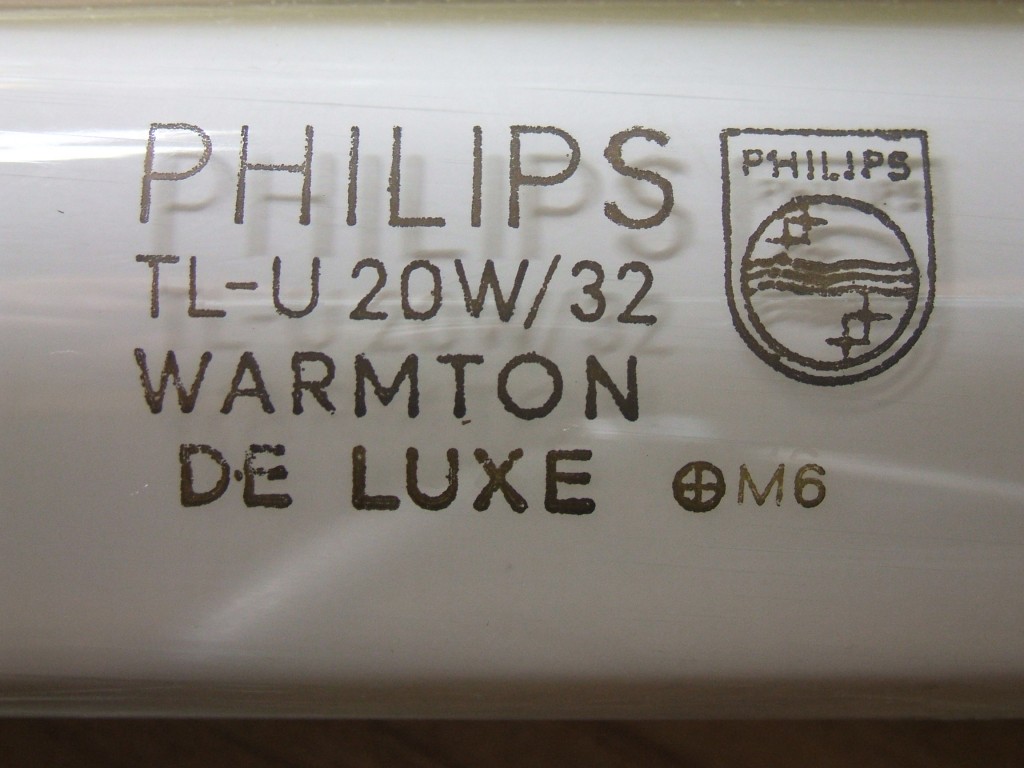 PHILIPS
PHILIPS
TL-U 20W/32
WARMTON
DE LUXE ⊕M6